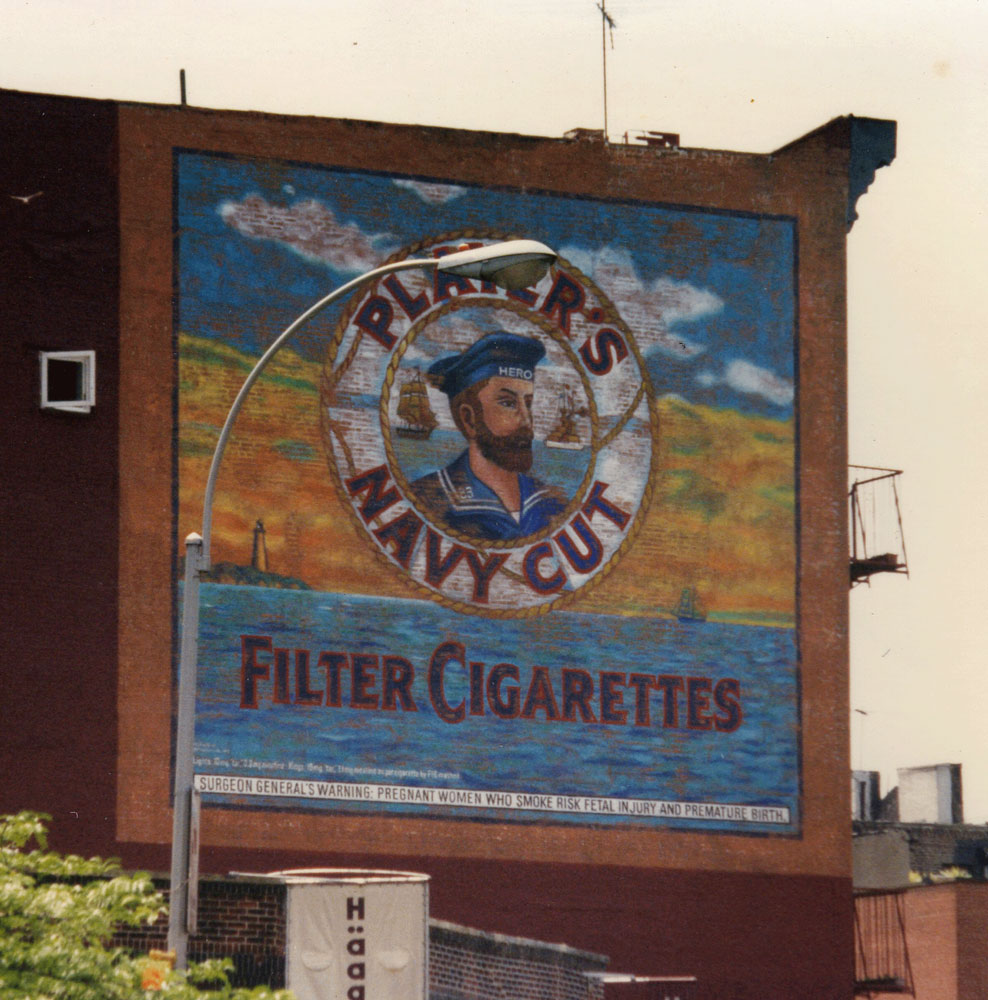 PLAYER'S
HERO
NAVY CUT
FILTER CIGARETTES
SURGEON GENERAL'S WARNING: PREGNANT WOMEN WHO SMOKE RISK FETAL INJURY AND PREMATURE BIRTH.
Häag